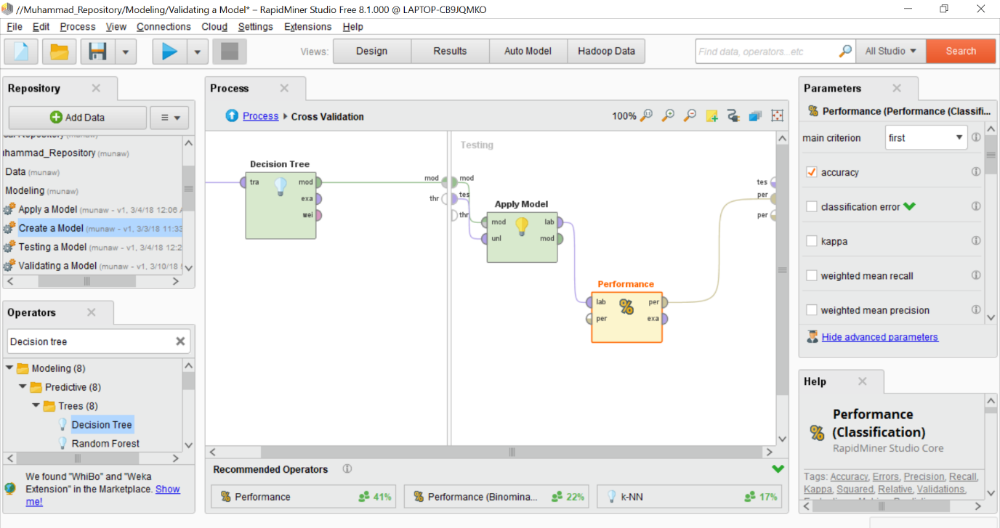 //Muhammad_Repository/Modeling/Validating a Model* – RapidMiner Studio Free 8.1.000 @ LAPTOP-CB9JQMKO
File Edit Process View Connections Cloud Settings Extensions Help
Views: Design Results Auto Model Hadoop Data
Find data, operators...etc All Studio Search
Repository
Add Data
hammad_Repository (munaw)
Data (munaw)
Modeling (munaw)
Apply a Model (munaw - v1, 3/4/18 12:06
Create a Model (munaw - v1, 3/3/18 11:33
Testing a Model (munaw - v1, 3/4/18 12:2
Validating a Model (munaw - v1, 3/10/18
Operators
Decision tree
Modeling (8)
Predictive (8)
Trees (8)
Decision Tree
Random Forest
We found "WhiBo" and "Weka
Extension" in the Marketplace. Show
me!
Process
Process Cross Validation
100%
Decision Tree
tra mod
exa
wei
Testing
mod mod
thr tes
thr
Apply Model
mod lab
unl mod
Performance
lab per
per exa
tes
per
per
Recommended Operators
Performance 41%
Performance (Binomina... 22%
k-NN 17%
Parameters
Performance (Performance (Classifi...
main criterion first
accuracy
classification error
kappa
weighted mean recall
weighted mean precision
Hide advanced parameters
Help
Performance
(Classification)
RapidMiner Studio Core
Tags: Accuracy, Errors, Precision, Recall,
Kappa, Squared, Relative, Validations,